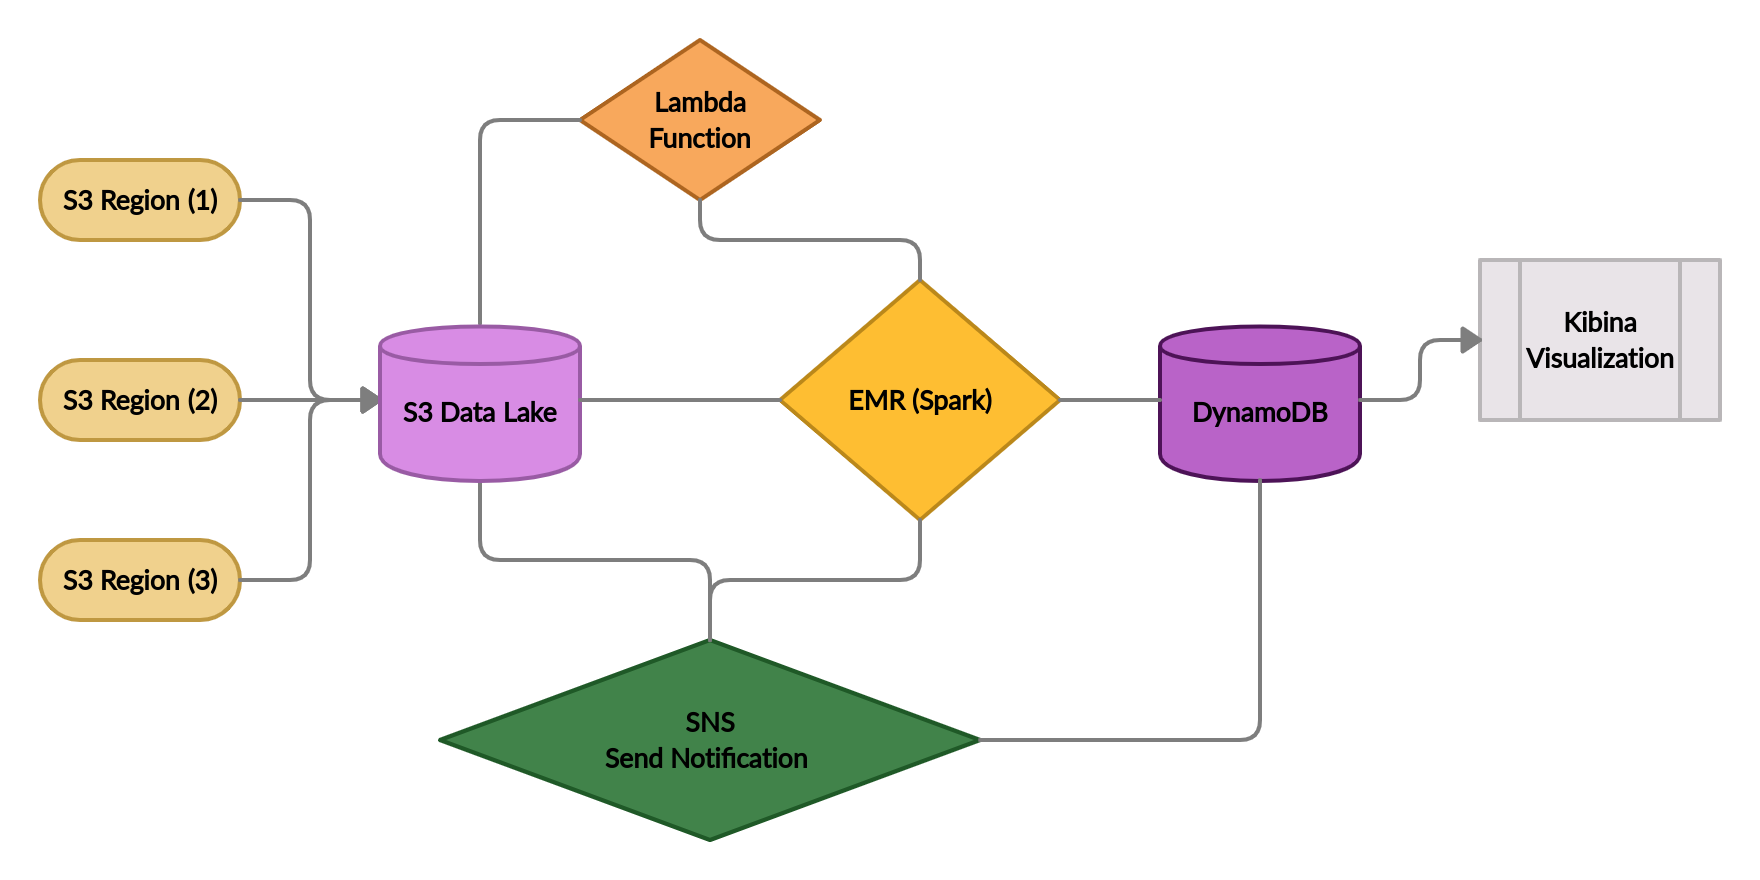 Lambda
Function
S3 Region (1)
S3 Region (2)
S3 Region (3)
S3 Data Lake
EMR (Spark)
DynamoDB
Kibina
Visualization
SNS
Send Notification